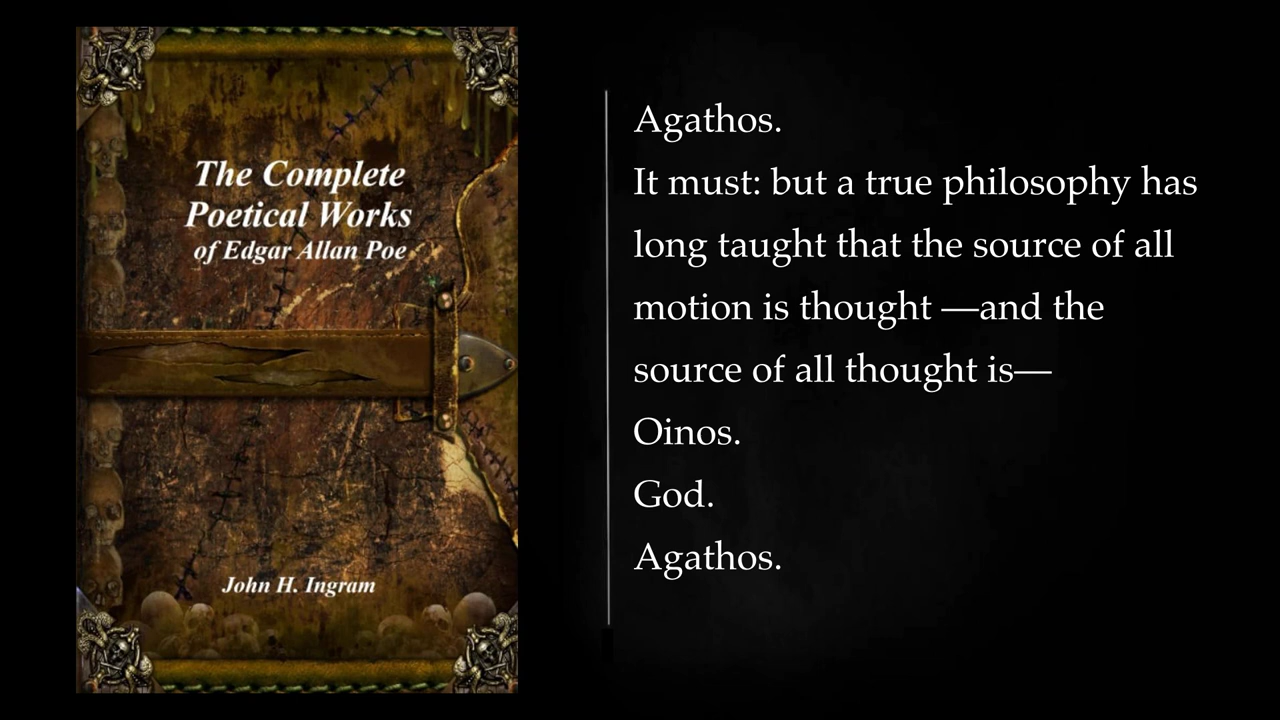 The Complete
Poetical Works
of Edgar Allan Poe
John H. Ingram
Agathos.
It must: but a true philosophy has
long taught that the source of all
motion is thought —and the
source of all thought is—
Oinos.
God.
Agathos.